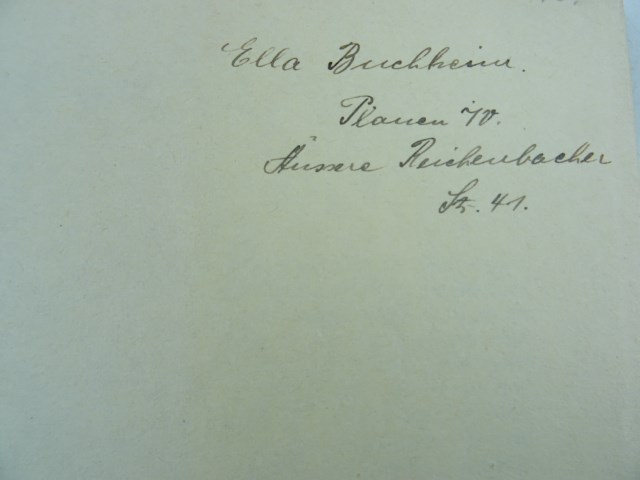 Ella Buchheim.
Plauen i/V.
Äussere Reichenbacher
Str. 41.